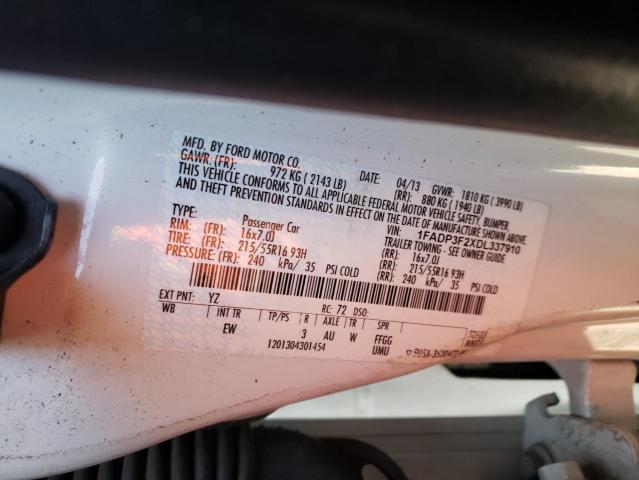 MFD. BY FORD MOTOR CO.
DATE: 04/13 GVWR: 1810 KG ( 3990 LB)
GAWR: (FR): 972 KG ( 2143 LB) (RR): 880 KG ( 1940 LB)
THIS VEHICLE CONFORMS TO ALL APPLICABLE FEDERAL MOTOR VEHICLE SAFETY, BUMPER,
AND THEFT PREVENTION STANDARDS IN EFFECT ON THE DATE OF MANUFACTURE SHOWN ABOVE.
VIN: 1FADP3F2XDL337910
TYPE: Passenger Car TRAILER TOWING - SEE OWNER GUIDE
RIM: (FR): 16x7.0J (RR): 16x7.0J
TIRE: (FR): 215/55R16 93H (RR): 215/55R16 93H
PRESSURE: (FR): 240 kPa/ 35 PSI COLD (RR): 240 kPa/ 35 PSI COLD
EXT PNT: YZ RC: 72 DSO:
WB INT TR TP/PS R AXLE TR SPR
EW 3 AU W FFGG
1201304301454 UMU